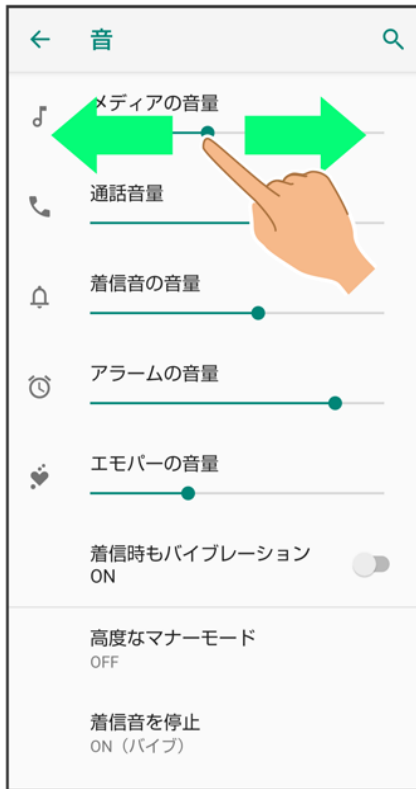 音
メディアの音量
通話音量
着信音の音量
アラームの音量
エモパーの音量
着信時もバイブレーション
ON
高度なマナーモード
OFF
着信音を停止
ON（バイブ）